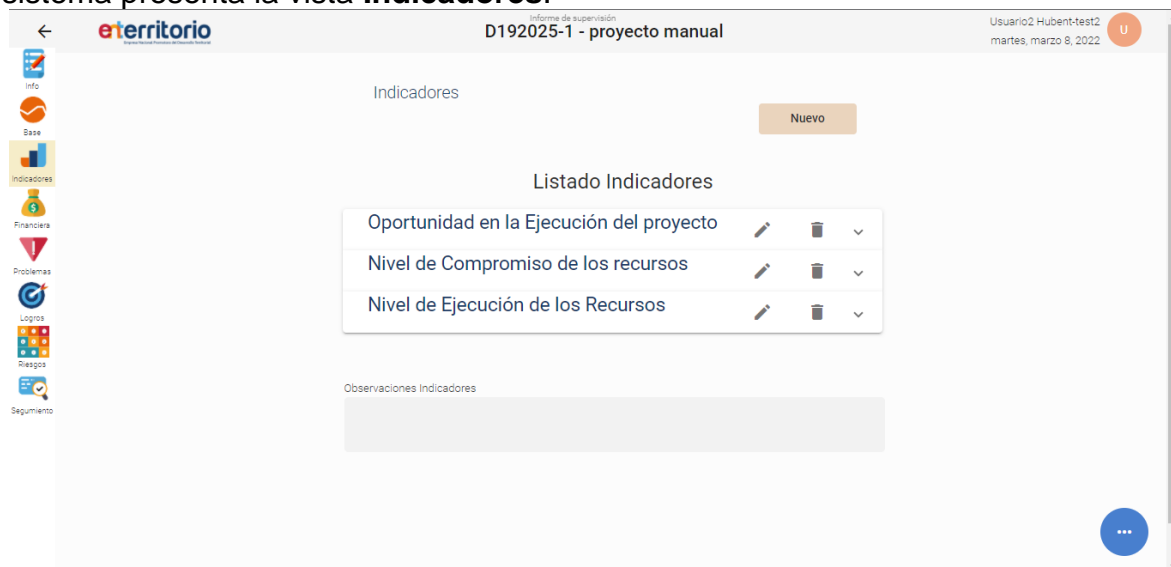 sistema presenta la vista Indicadores.
Informe de supervisión
eterritorio
D192025-1 - proyecto manual
Usuario2 Hubent-test2
martes, marzo 8, 2022
U
Info
Base
Indicadores
Financiera
Problemas
Logros
Riesgos
Seguimiento
Indicadores
Nuevo
Listado Indicadores
Oportunidad en la Ejecución del proyecto
Nivel de Compromiso de los recursos
Nivel de Ejecución de los Recursos
Observaciones Indicadores